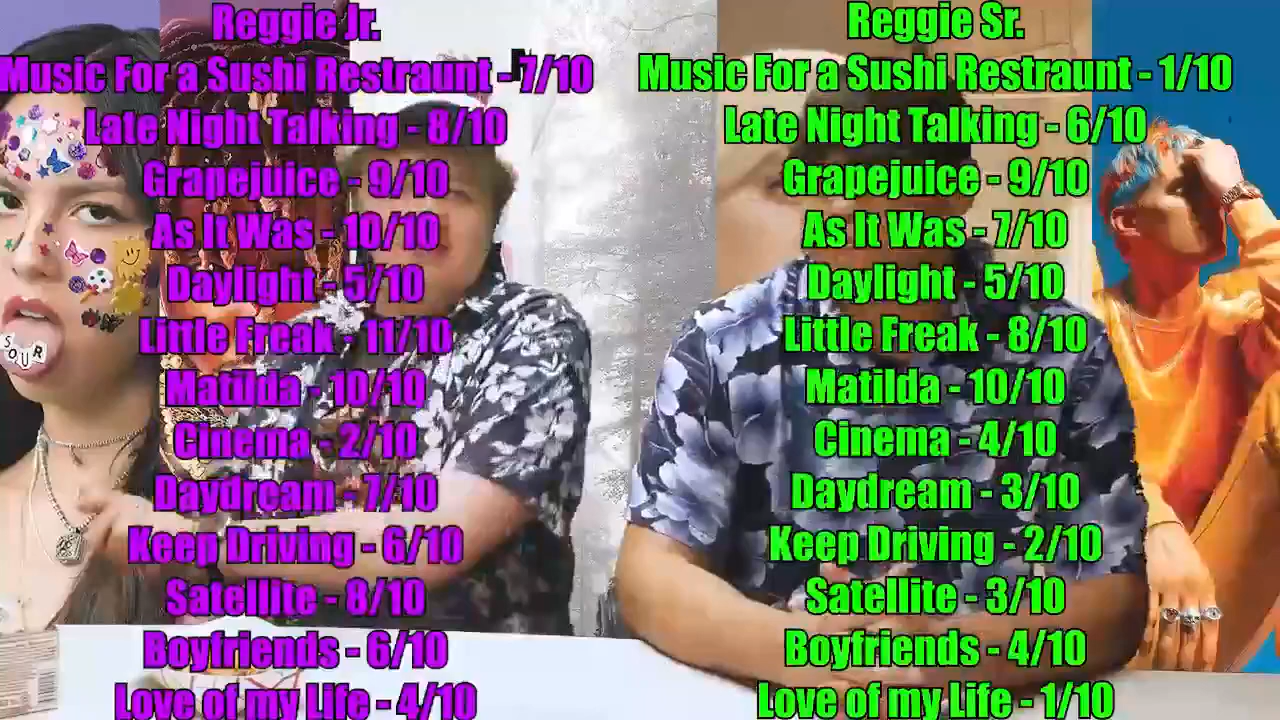 Reggie Jr.
Music For a Sushi Restraunt - 7/10
Late Night Talking - 8/10
Grapejuice - 9/10
As It Was - 10/10
Daylight - 5/10
Little Freak - 11/10
Matilda - 10/10
Cinema - 2/10
Daydream - 7/10
Keep Driving - 6/10
Satellite - 8/10
Boyfriends - 6/10
Love of my Life - 4/10
Reggie Sr.
Music For a Sushi Restraunt - 1/10
Late Night Talking - 6/10
Grapejuice - 9/10
As It Was - 7/10
Daylight - 5/10
Little Freak - 8/10
Matilda - 10/10
Cinema - 4/10
Daydream - 3/10
Keep Driving - 2/10
Satellite - 3/10
Boyfriends - 4/10
Love of my Life - 1/10
SOUR